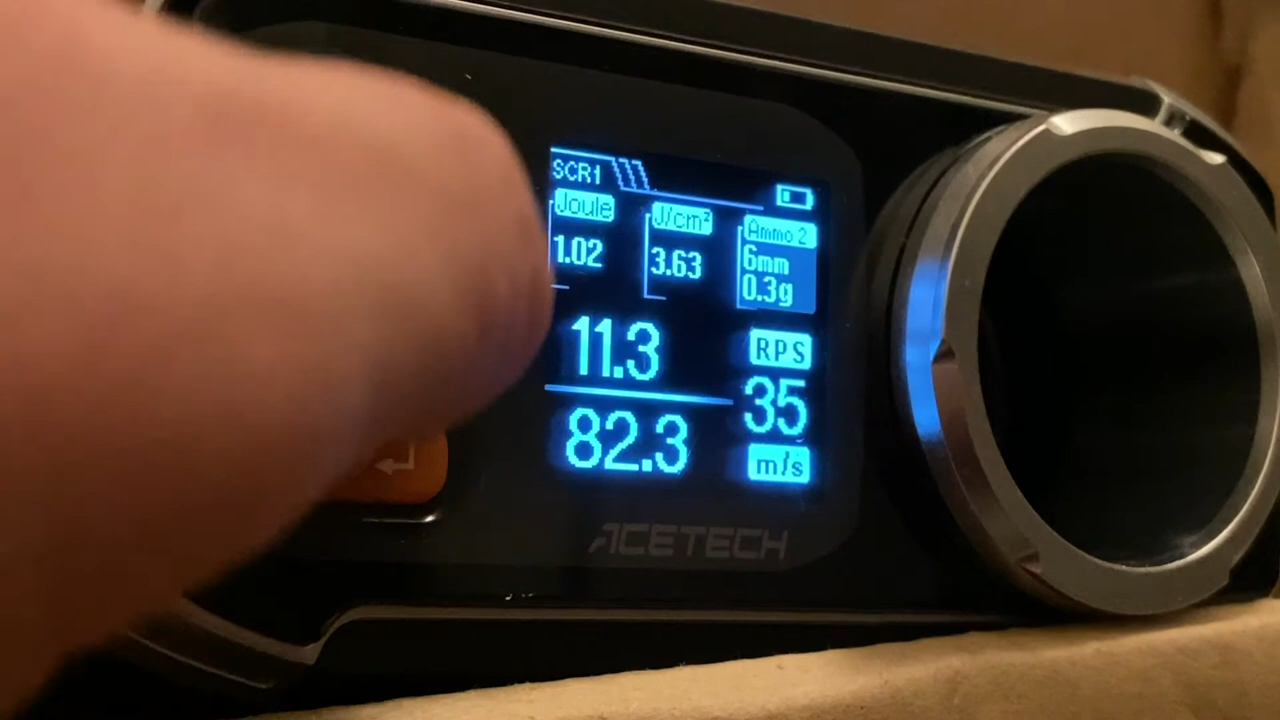 SCR1
Joule J/cm² Ammo 2
1.02 3.63 6mm
0.3g
11.3 RPS
35
82.3 m/s
ACETECH